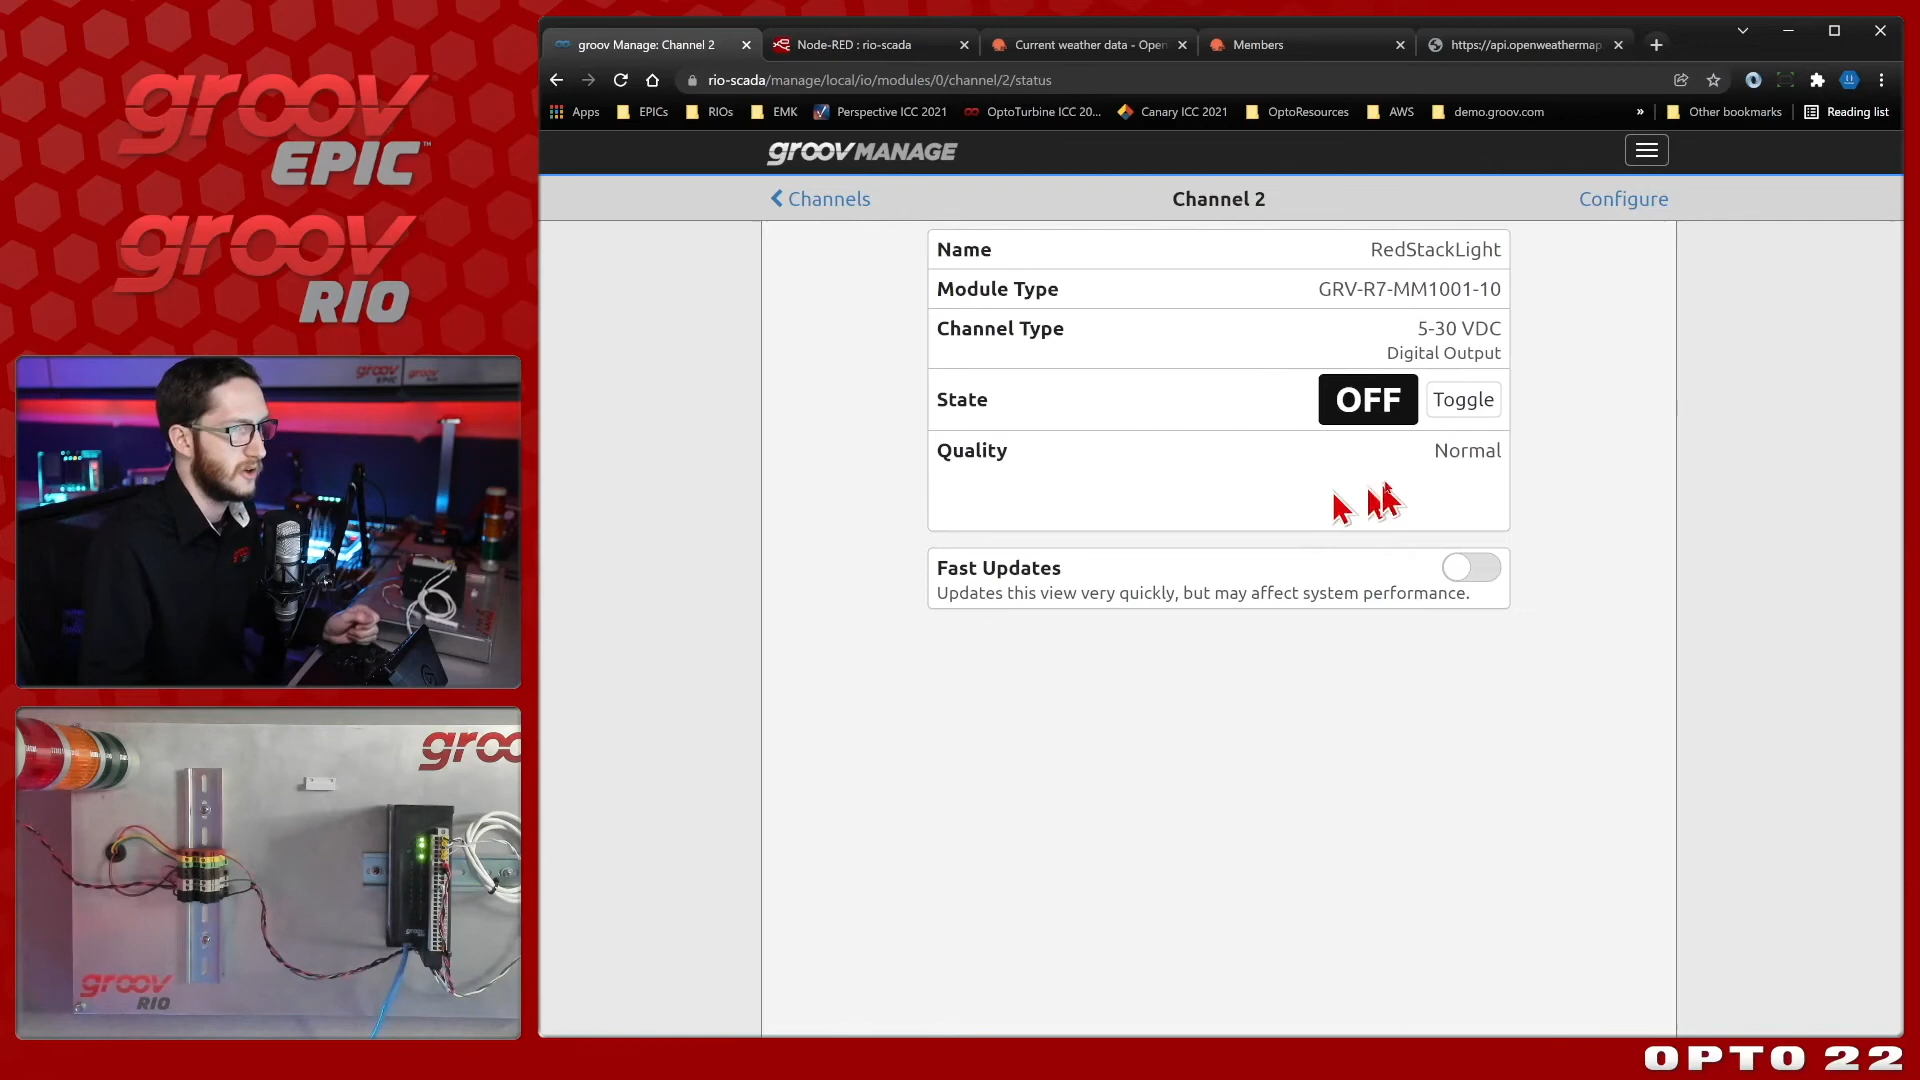 groov
EPIC™
groov
RIO
groov Manage: Channel 2
Node-RED : rio-scada
Current weather data - Open
Members
https://api.openweathermap
rio-scada/manage/local/io/modules/0/channel/2/status
Apps
EPICs
RIOs
EMK
Perspective ICC 2021
OptoTurbine ICC 20...
Canary ICC 2021
OptoResources
AWS
demo.groov.com
»
Other bookmarks
Reading list
groov MANAGE
Channels
Channel 2
Configure
Name RedStackLight
Module Type GRV-R7-MM1001-10
Channel Type 5-30 VDC
Digital Output
State OFF Toggle
Quality Normal
Fast Updates
Updates this view very quickly, but may affect system performance.
groov
groov
RIO
OPTO 22